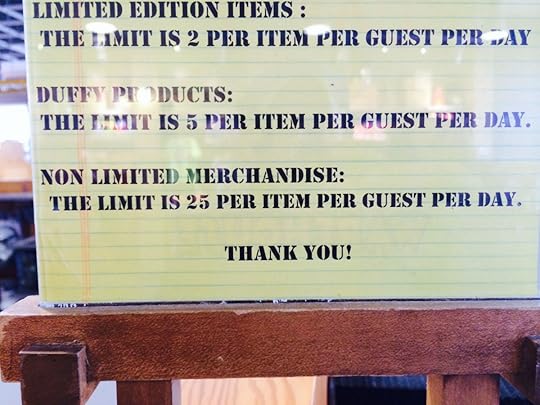 LIMITED EDITION ITEMS :
THE LIMIT IS 2 PER ITEM PER GUEST PER DAY
DUFFY PRODUCTS:
THE LIMIT IS 5 PER ITEM PER GUEST PER DAY.
NON LIMITED MERCHANDISE:
THE LIMIT IS 25 PER ITEM PER GUEST PER DAY.
THANK YOU!